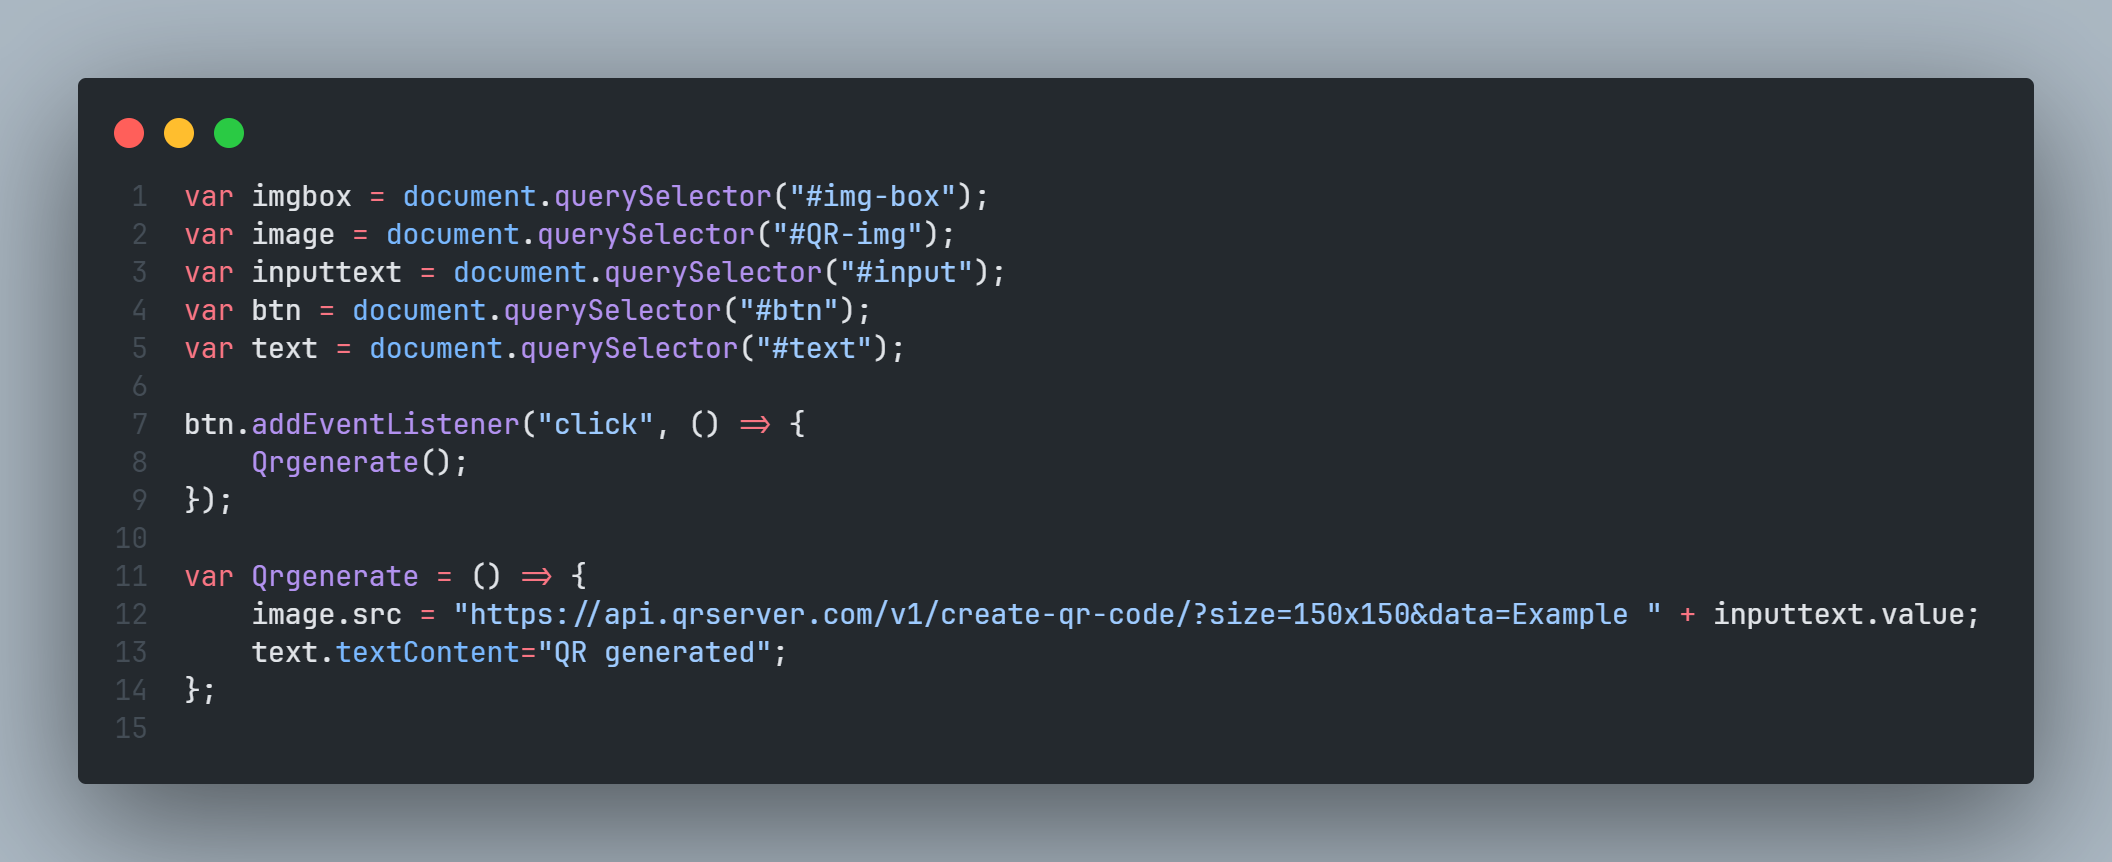 1 var imgbox = document.querySelector("#img-box");
2 var image = document.querySelector("#QR-img");
3 var inputtext = document.querySelector("#input");
4 var btn = document.querySelector("#btn");
5 var text = document.querySelector("#text");
6
7 btn.addEventListener("click", () => {
8     Qrgenerate();
9 });
10
11 var Qrgenerate = () => {
12     image.src = "https://api.qrserver.com/v1/create-qr-code/?size=150x150&data=Example " + inputtext.value;
13     text.textContent="QR generated";
14 };
15